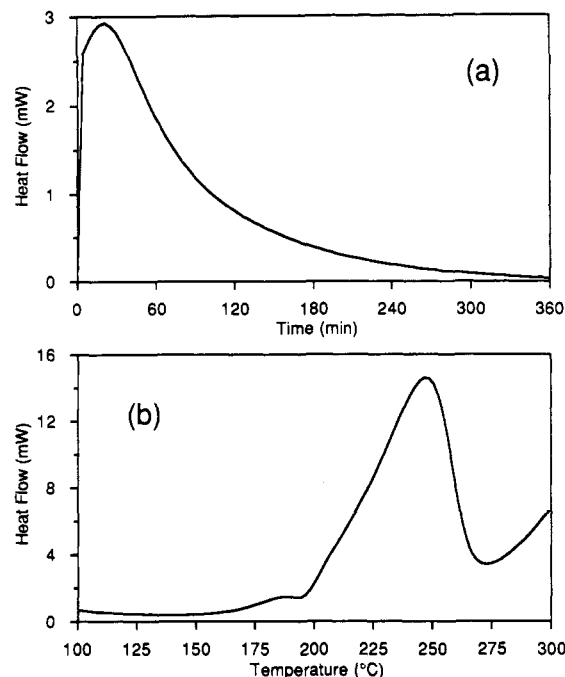 (a)
Heat Flow (mW)
3
2
1
0
0 60 120 180 240 300 360
Time (min)
(b)
Heat Flow (mW)
16
12
8
4
0
100 125 150 175 200 225 250 275 300
Temperature (°C)